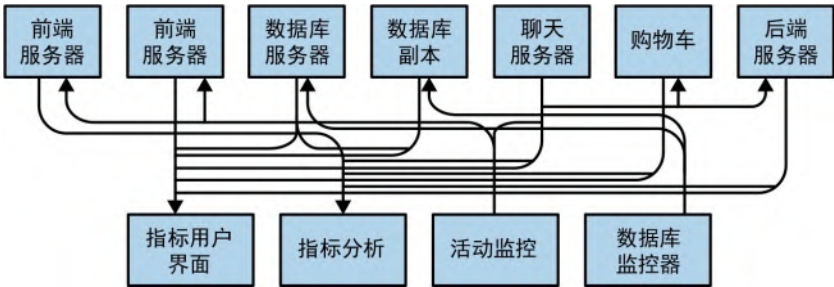 前端
服务器
前端
服务器
数据库
服务器
数据库
副本
聊天
服务器
购物车
后端
服务器
指标用户
界面
指标分析
活动监控
数据库
监控器